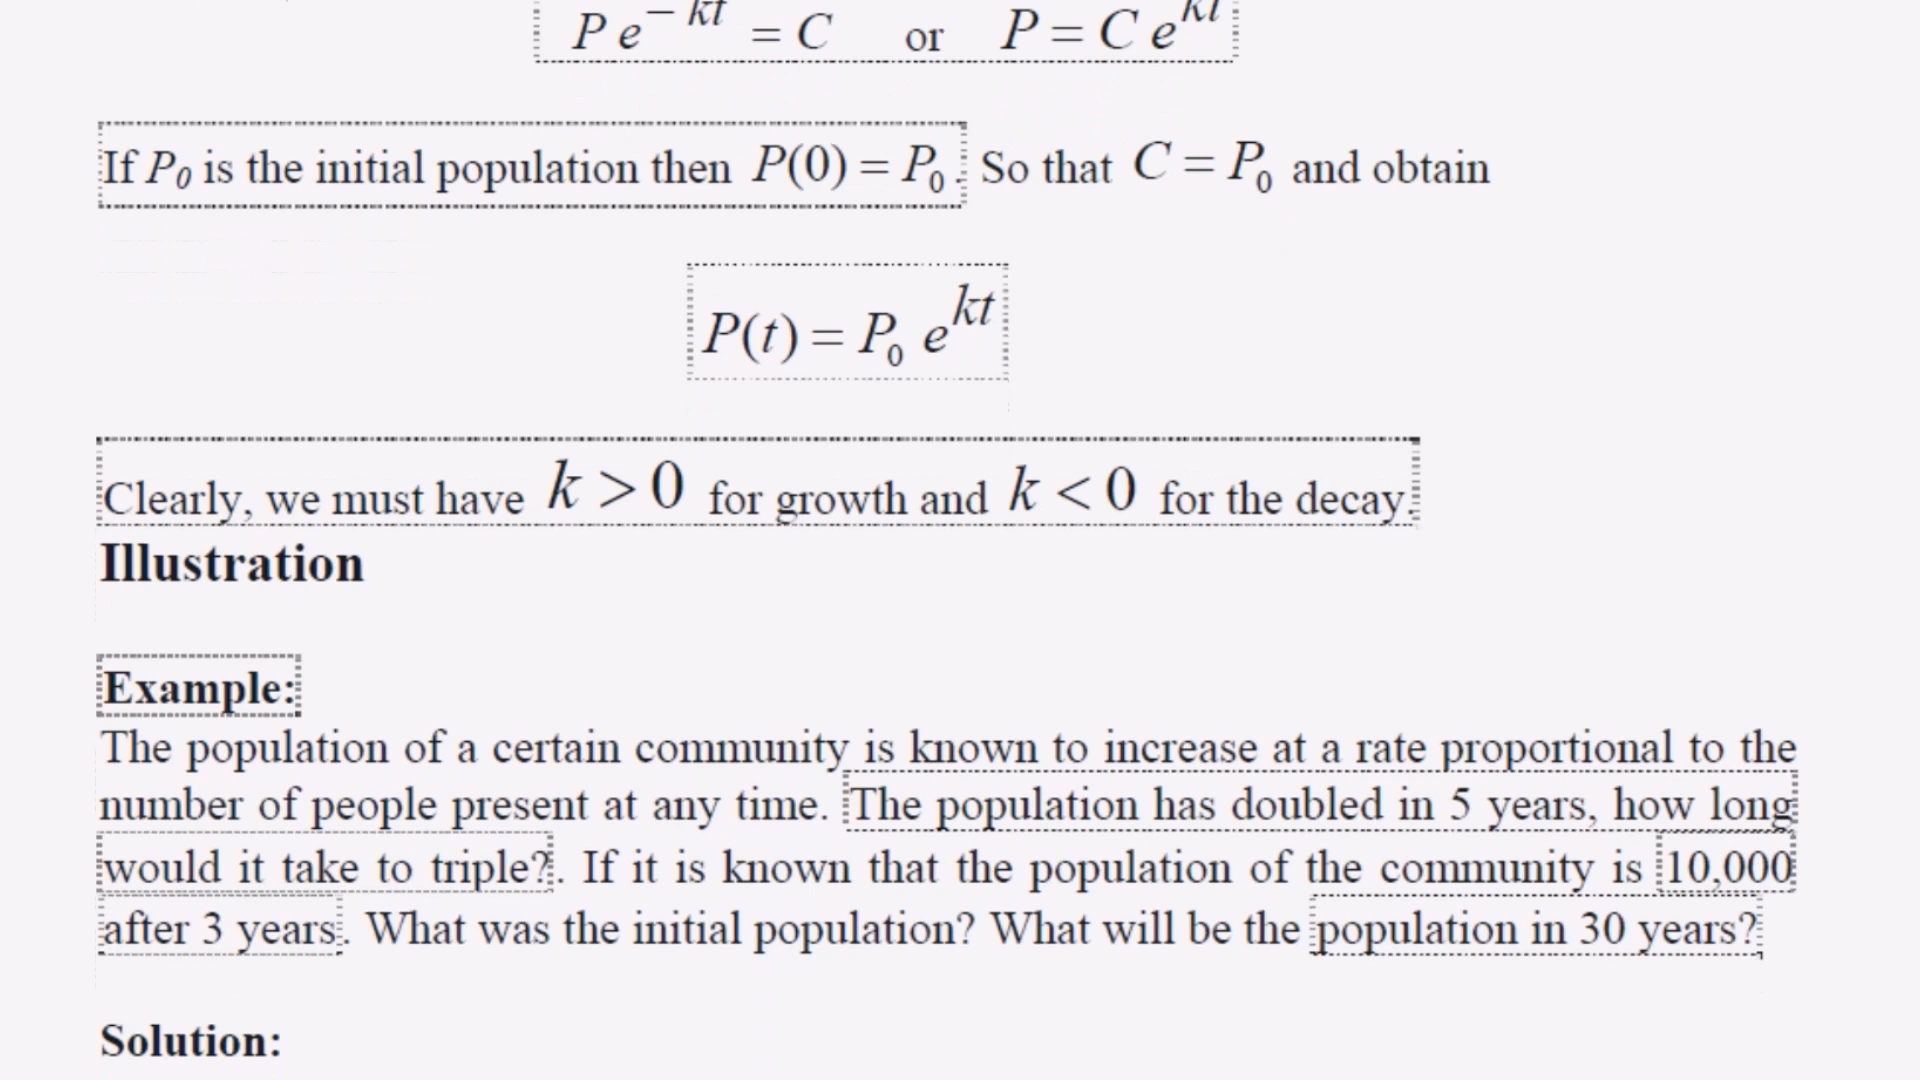 P e^{- kt} = C or P = C e^{kt}
If P₀ is the initial population then P(0) = P₀. So that C = P₀ and obtain
P(t) = P₀ e^{kt}
Clearly, we must have k > 0 for growth and k < 0 for the decay.
Illustration
Example:
The population of a certain community is known to increase at a rate proportional to the
number of people present at any time. The population has doubled in 5 years, how long
would it take to triple?. If it is known that the population of the community is 10,000
after 3 years. What was the initial population? What will be the population in 30 years?
Solution: